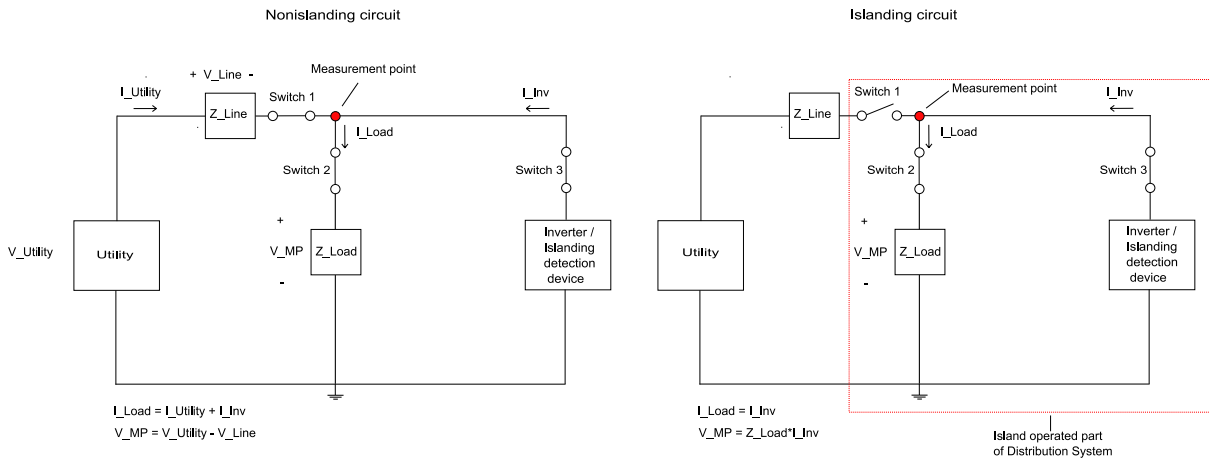 Nonislanding circuit
+ V_Line -
Measurement point
I_Utility
Switch 1
I_Inv
Z_Line
I_Load
Switch 2
Switch 3
+
V_Utility
Utility
V_MP
Z_Load
Inverter /
Islanding
detection
device
-
I_Load = I_Utility + I_Inv
V_MP = V_Utility - V_Line
Islanding circuit
Switch 1
Measurement point
I_Inv
Z_Line
I_Load
Switch 2
Switch 3
+
Utility
V_MP
Z_Load
Inverter /
Islanding
detection
device
-
I_Load = I_Inv
V_MP = Z_Load*I_Inv
Island operated part
of Distribution System